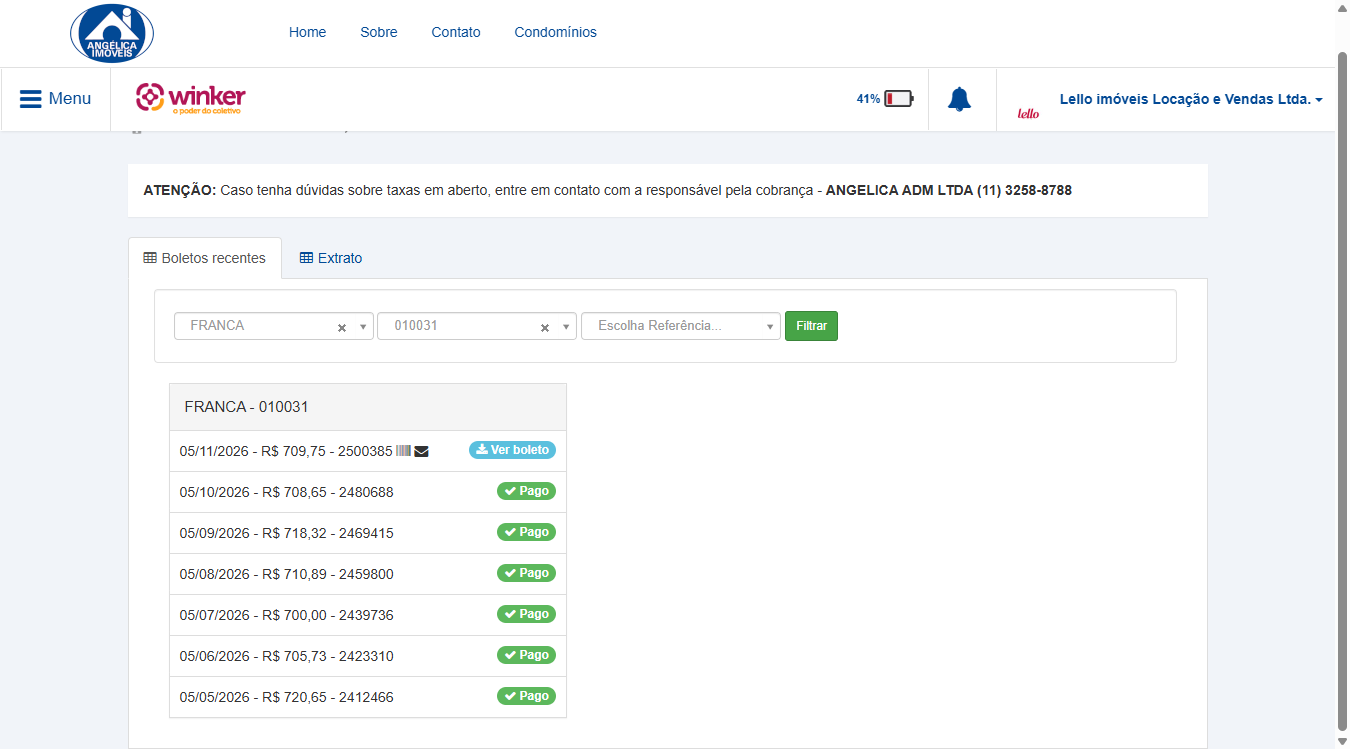 ANGÉLICA
IMÓVEIS
Home Sobre Contato Condomínios
Menu
winker
o poder do coletivo
41%
lello
Lello imóveis Locação e Vendas Ltda.
ATENÇÃO: Caso tenha dúvidas sobre taxas em aberto, entre em contato com a responsável pela cobrança - ANGELICA ADM LTDA (11) 3258-8788
Boletos recentes Extrato
FRANCA × 010031 × Escolha Referência... Filtrar
FRANCA - 010031
05/11/2026 - R$ 709,75 - 2500385 Ver boleto
05/10/2026 - R$ 708,65 - 2480688 Pago
05/09/2026 - R$ 718,32 - 2469415 Pago
05/08/2026 - R$ 710,89 - 2459800 Pago
05/07/2026 - R$ 700,00 - 2439736 Pago
05/06/2026 - R$ 705,73 - 2423310 Pago
05/05/2026 - R$ 720,65 - 2412466 Pago